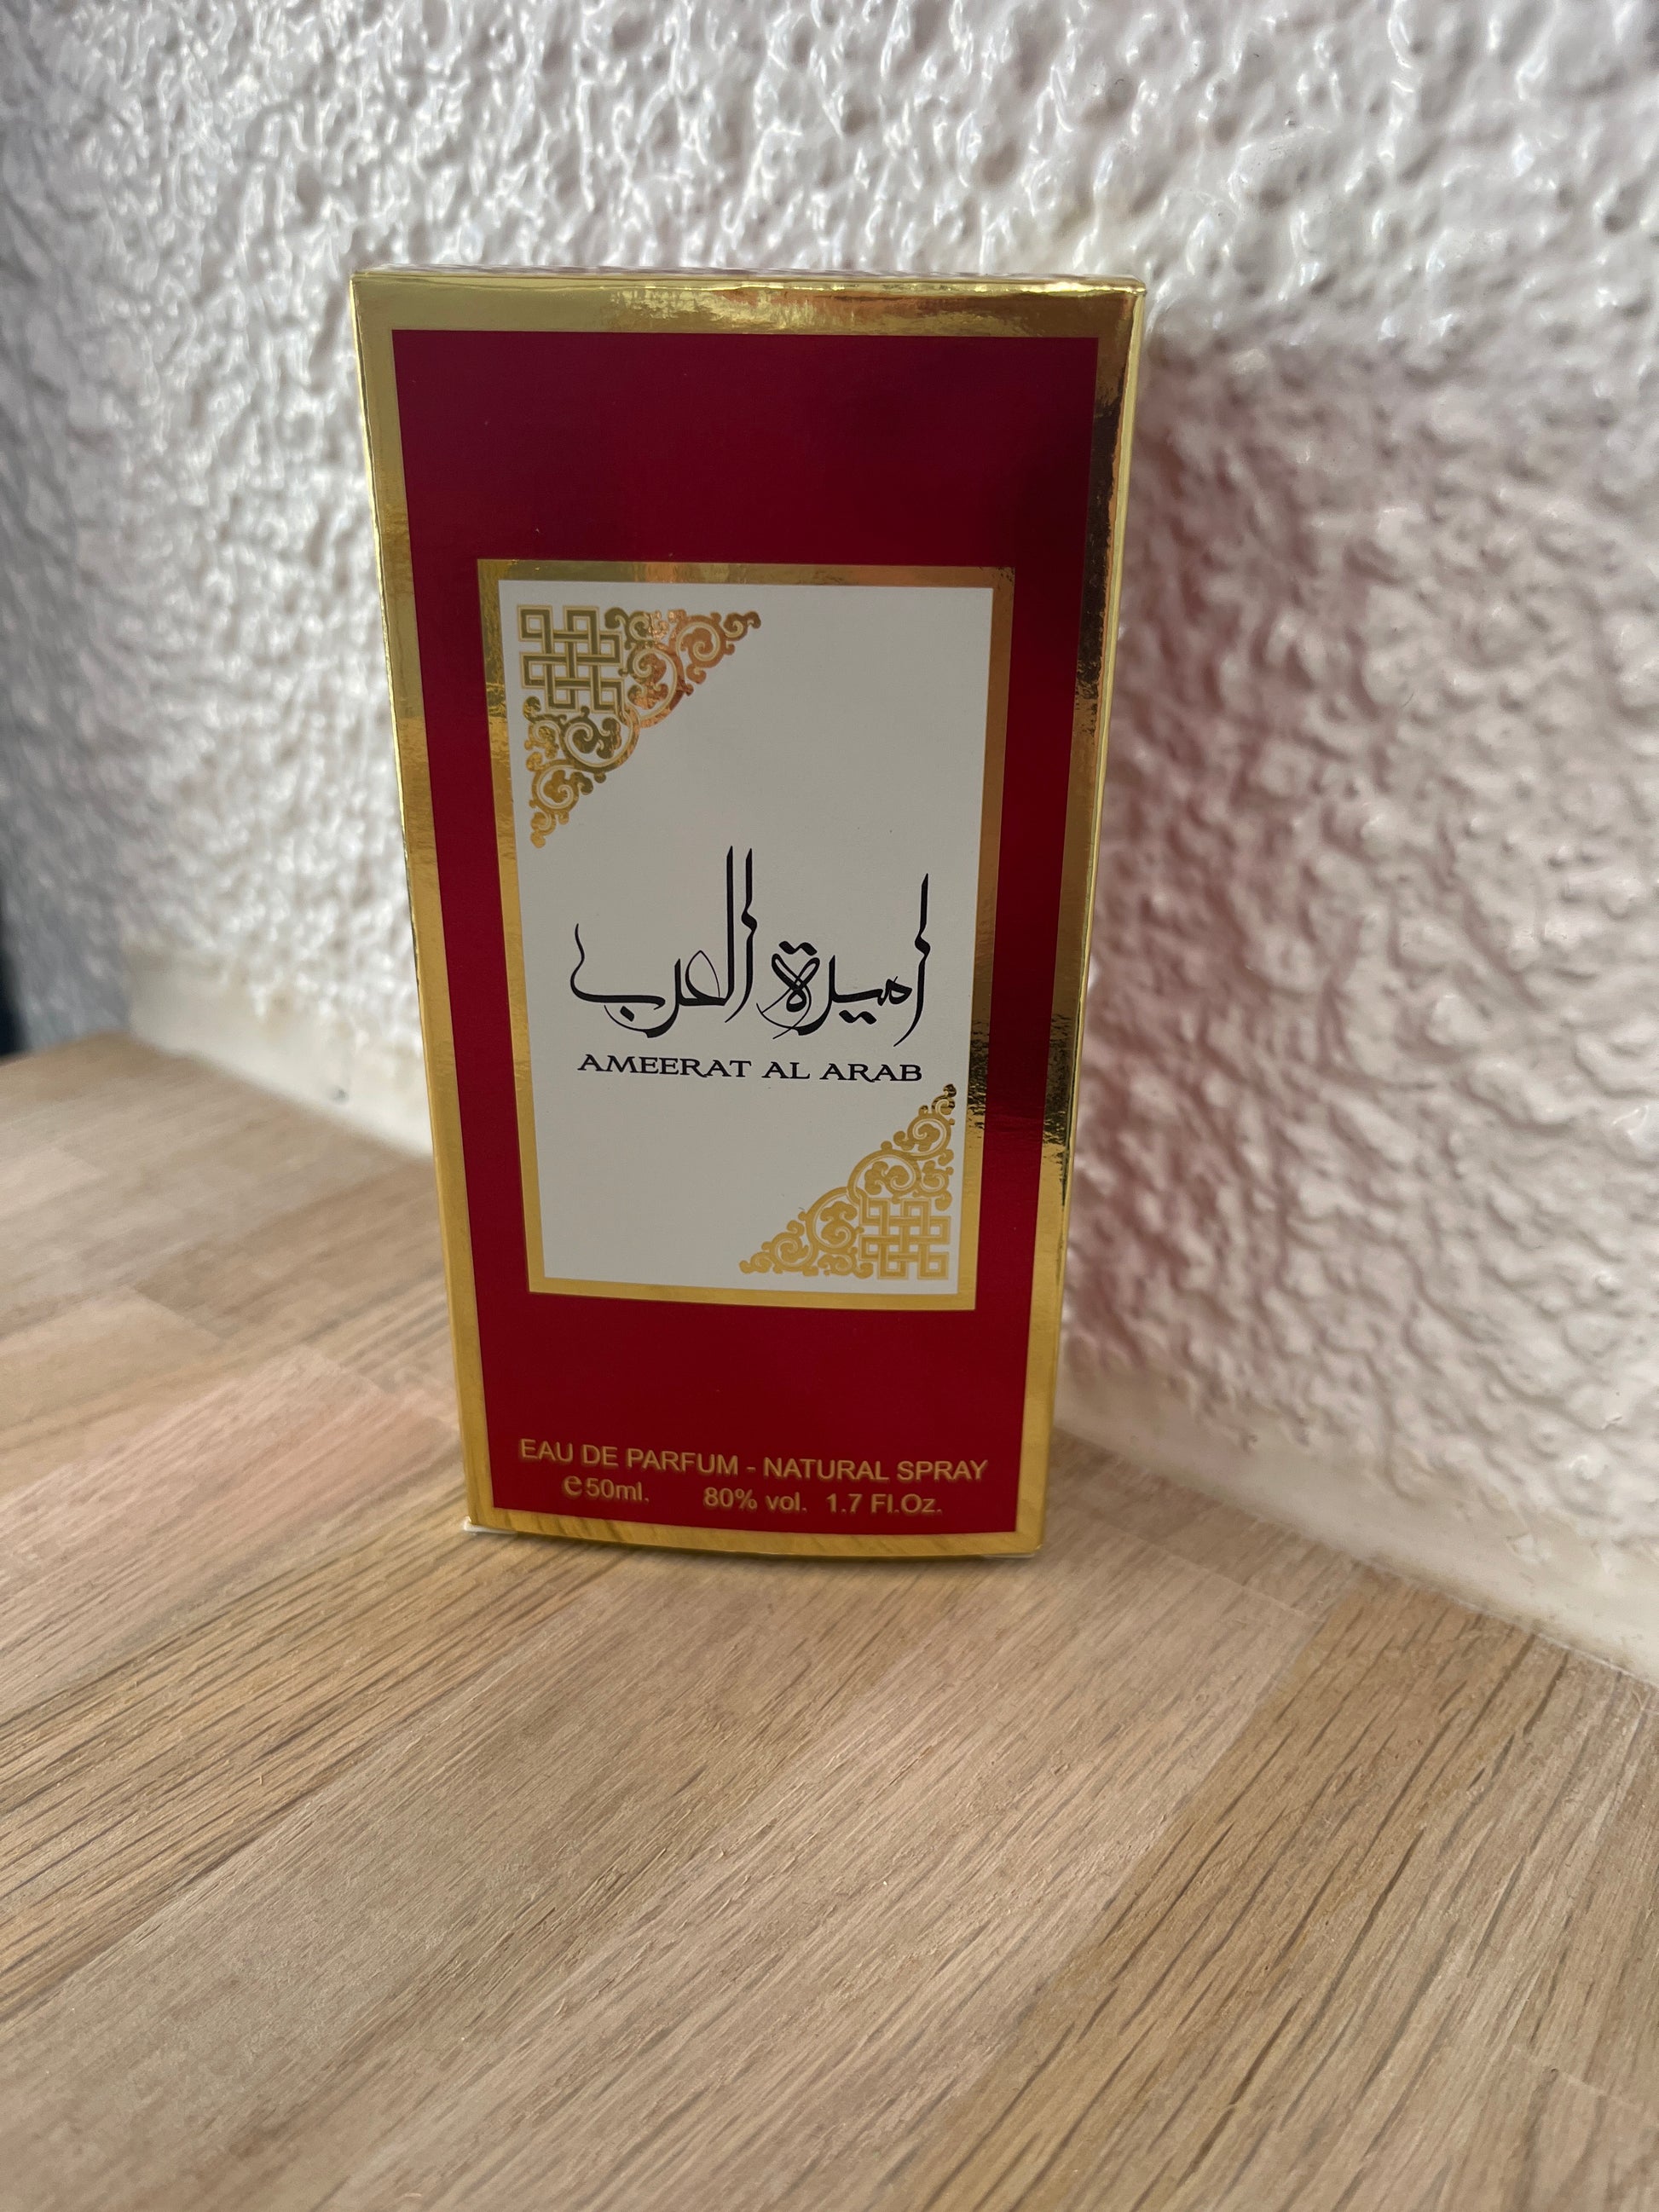 اميرة العرب
AMEERAT AL ARAB
EAU DE PARFUM - NATURAL SPRAY
e 50ml. 80% vol. 1.7 Fl.Oz.